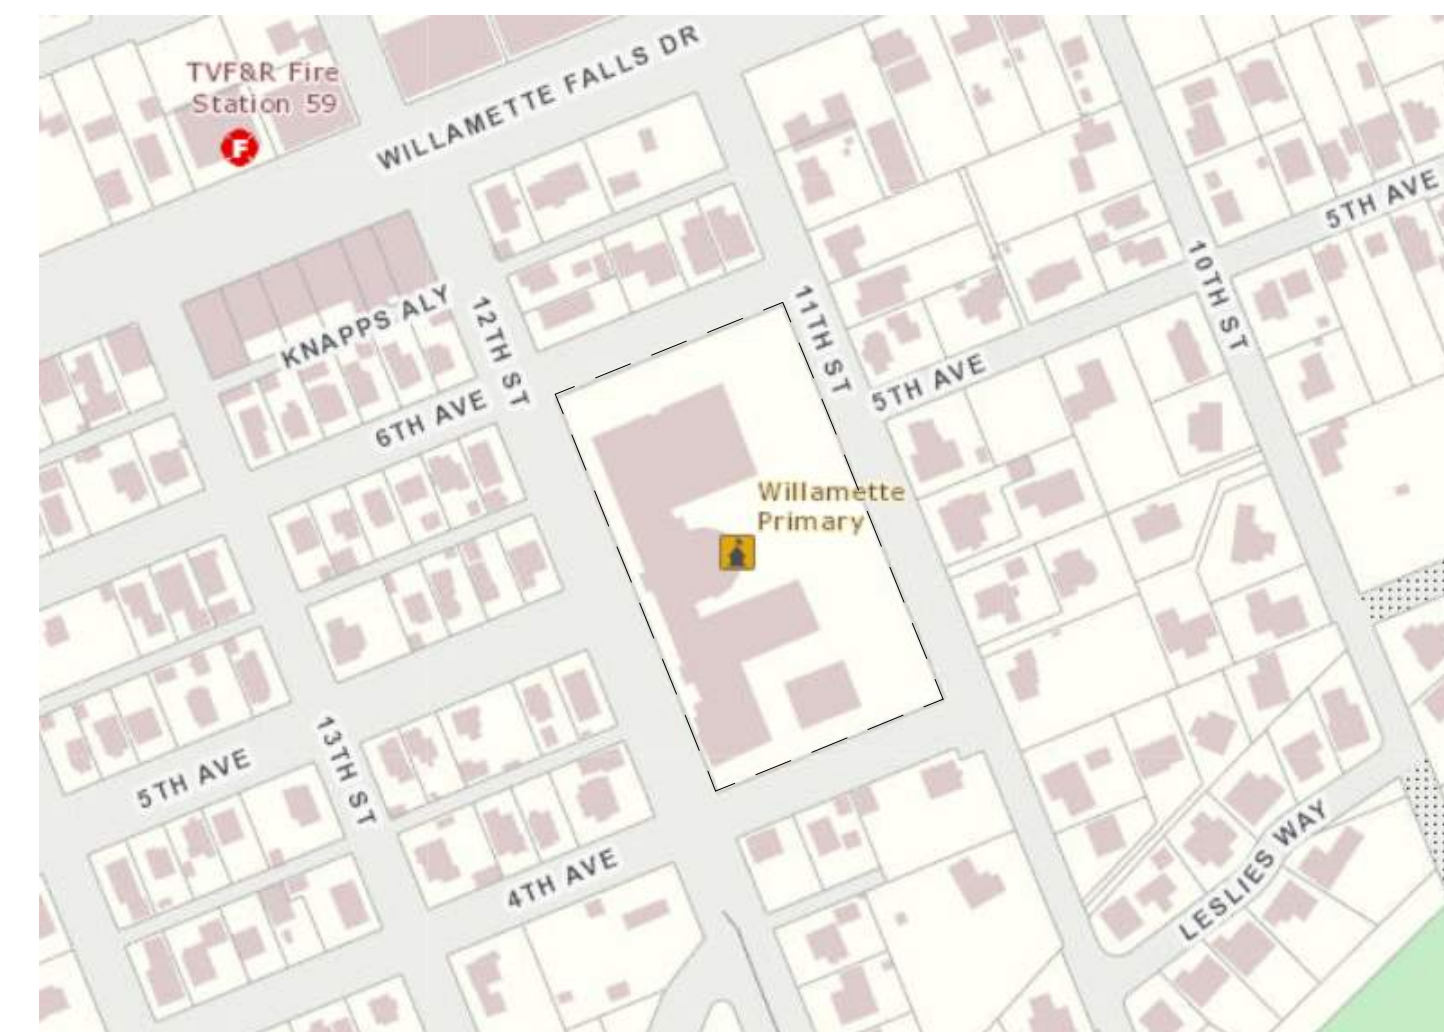 TVF&R Fire
Station 59
F
WILLAMETTE FALLS DR
KNAPPS ALY
12TH ST
11TH ST
10TH ST
5TH AVE
5TH AVE
6TH AVE
Willamette
Primary
13TH ST
5TH AVE
4TH AVE
LESLIES WAY